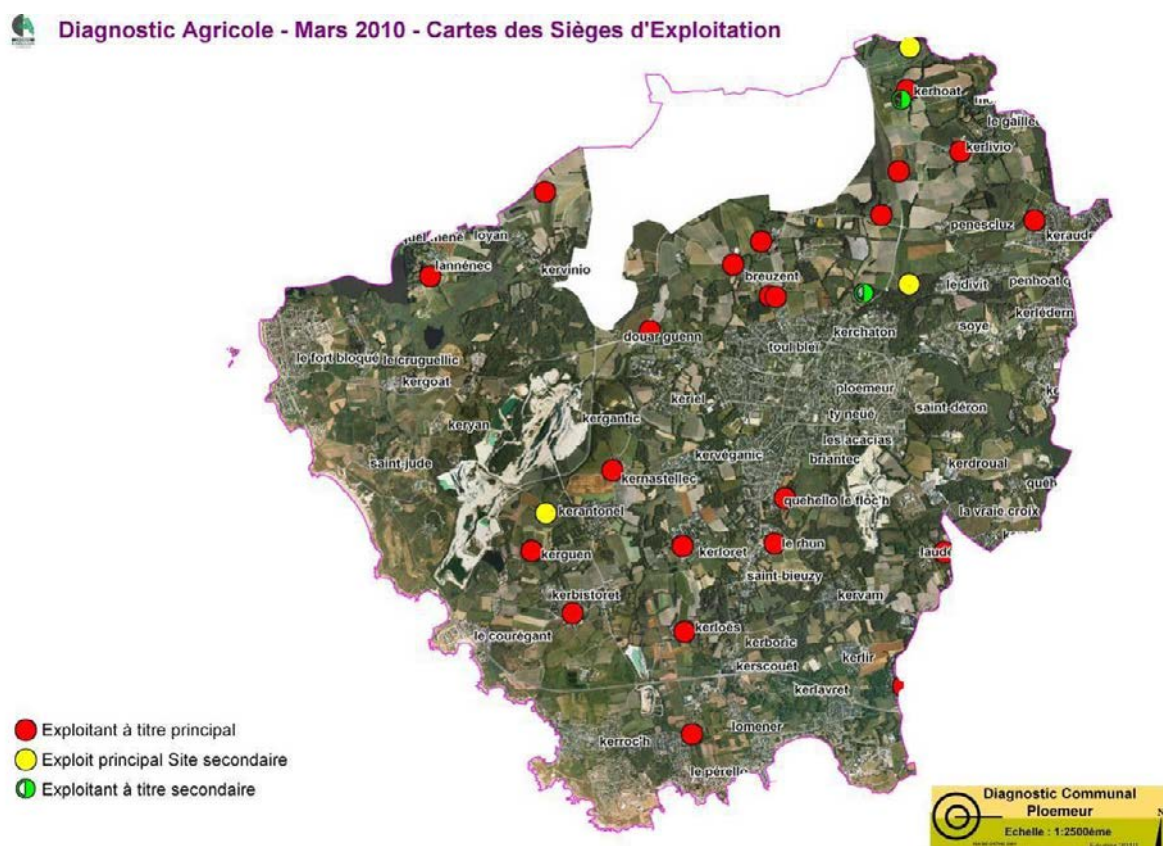 Diagnostic Agricole - Mars 2010 - Cartes des Sièges d'Exploitation
kerhoat
le gaillec
kerlivio
penescluz
keraude
loyan
lannénec
kervinio
breuzent
le divit
penhoat
kerlédern
soye
kerchaton
douar guenn
toul bleï
le fort bloqué
le cruguellic
kergoat
ploemeur
keriel
ty neué
saint-déron
kergantic
keryan
les acacias
saint-jude
kervéganic
briantec
kerdroual
kernastellec
quehello le floc'h
kerantonel
la vraie croix
kerguen
kerloret
le rhun
laudé
saint-bieuzy
kerbistoret
kervam
le courégant
kerloës
kerboric
kerscouët
kerlir
kerlavret
lomener
kerroc'h
le pérello
Exploitant à titre principal
Exploit principal Site secondaire
Exploitant à titre secondaire
Diagnostic Communal
Ploemeur
N
Echelle : 1:2500ème